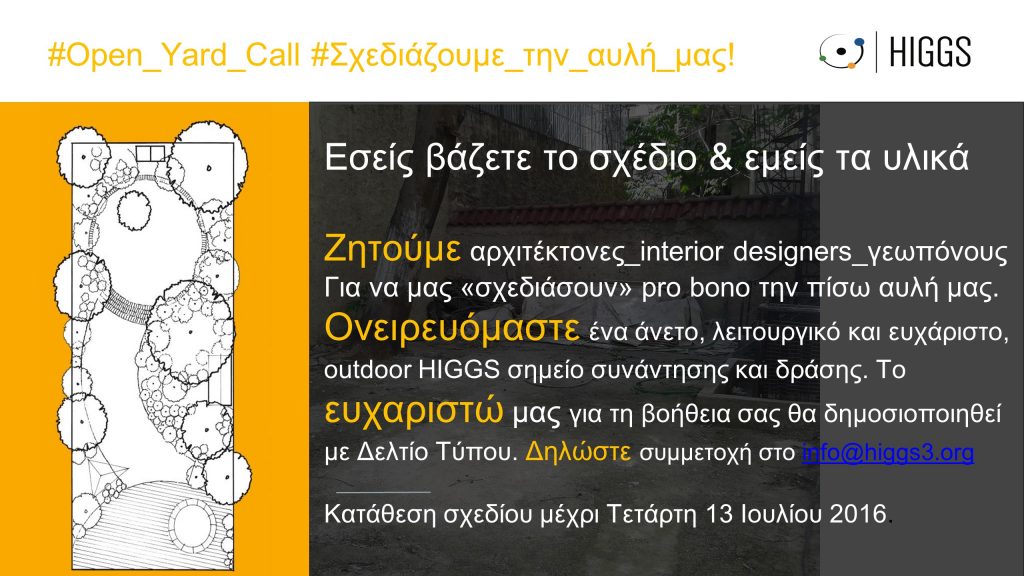 #Open_Yard_Call #Σχεδιάζουμε_την_αυλή_μας!
HIGGS
Εσείς βάζετε το σχέδιο & εμείς τα υλικά
Ζητούμε αρχιτέκτονες_interior designers_γεωπόνους
Για να μας «σχεδιάσουν» pro bono την πίσω αυλή μας.
Ονειρευόμαστε ένα άνετο, λειτουργικό και ευχάριστο,
outdoor HIGGS σημείο συνάντησης και δράσης. Το
ευχαριστώ μας για τη βοήθεια σας θα δημοσιοποιηθεί
με Δελτίο Τύπου. Δηλώστε συμμετοχή στο info@higgs3.org
Κατάθεση σχεδίου μέχρι Τετάρτη 13 Ιουλίου 2016.